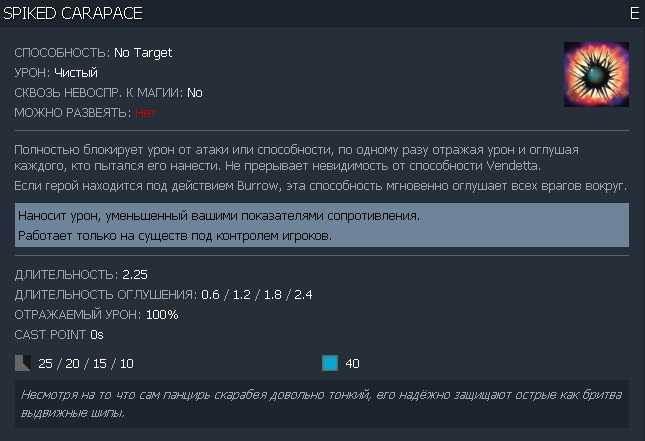 SPIKED CARAPACE E
СПОСОБНОСТЬ: No Target
УРОН: Чистый
СКВОЗЬ НЕВОСПР. К МАГИИ: No
МОЖНО РАЗВЕЯТЬ: Нет
Полностью блокирует урон от атаки или способности, по одному разу отражая урон и оглушая
каждого, кто пытался его нанести. Не прерывает невидимость от способности Vendetta.
Если герой находится под действием Burrow, эта способность мгновенно оглушает всех врагов вокруг.
Наносит урон, уменьшенный вашими показателями сопротивления.
Работает только на существ под контролем игроков.
ДЛИТЕЛЬНОСТЬ: 2.25
ДЛИТЕЛЬНОСТЬ ОГЛУШЕНИЯ: 0.6 / 1.2 / 1.8 / 2.4
ОТРАЖАЕМЫЙ УРОН: 100%
CAST POINT 0s
25 / 20 / 15 / 10 40
Несмотря на то что сам панцирь скарабея довольно тонкий, его надёжно защищают острые как бритва
выдвижные шипы.